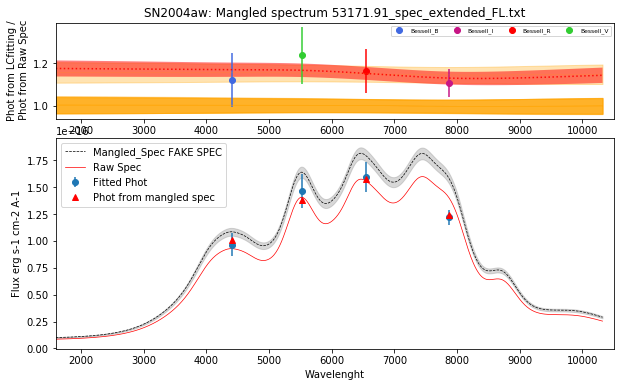 SN2004aw: Mangled spectrum 53171.91_spec_extended_FL.txt
Phot from LCfitting /
Phot from Raw Spec
1.2
1.0
Bessell_B
Bessell_I
Bessell_R
Bessell_V
2000 3000 4000 5000 6000 7000 8000 9000 10000
Flux erg s-1 cm-2 A-1
1.75
1.50
1.25
1.00
0.75
0.50
0.25
0.00
Mangled_Spec FAKE SPEC
Raw Spec
Fitted Phot
Phot from mangled spec
2000 3000 4000 5000 6000 7000 8000 9000 10000
Wavelenght